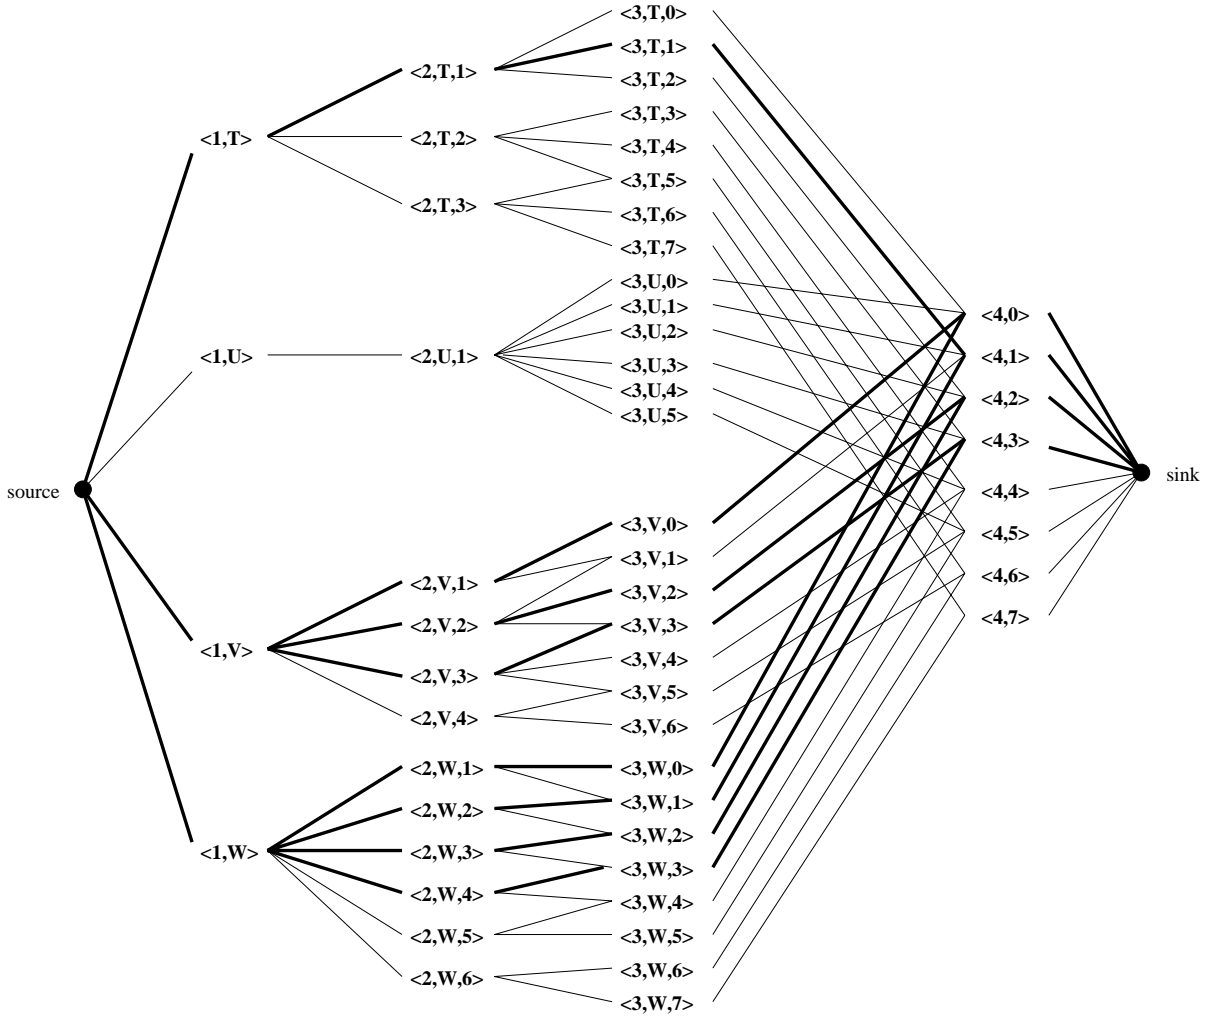 <3,T,0>
<3,T,1>
<2,T,1>
<3,T,2>
<3,T,3>
<1,T>
<2,T,2>
<3,T,4>
<3,T,5>
<2,T,3>
<3,T,6>
<3,T,7>
<3,U,0>
<3,U,1>
<4,0>
<3,U,2>
<1,U>
<2,U,1>
<4,1>
<3,U,3>
<3,U,4>
<4,2>
<3,U,5>
<4,3>
source
sink
<4,4>
<3,V,0>
<4,5>
<3,V,1>
<4,6>
<2,V,1>
<3,V,2>
<4,7>
<2,V,2>
<3,V,3>
<1,V>
<3,V,4>
<2,V,3>
<3,V,5>
<2,V,4>
<3,V,6>
<2,W,1>
<3,W,0>
<3,W,1>
<2,W,2>
<3,W,2>
<1,W>
<2,W,3>
<3,W,3>
<2,W,4>
<3,W,4>
<2,W,5>
<3,W,5>
<3,W,6>
<2,W,6>
<3,W,7>